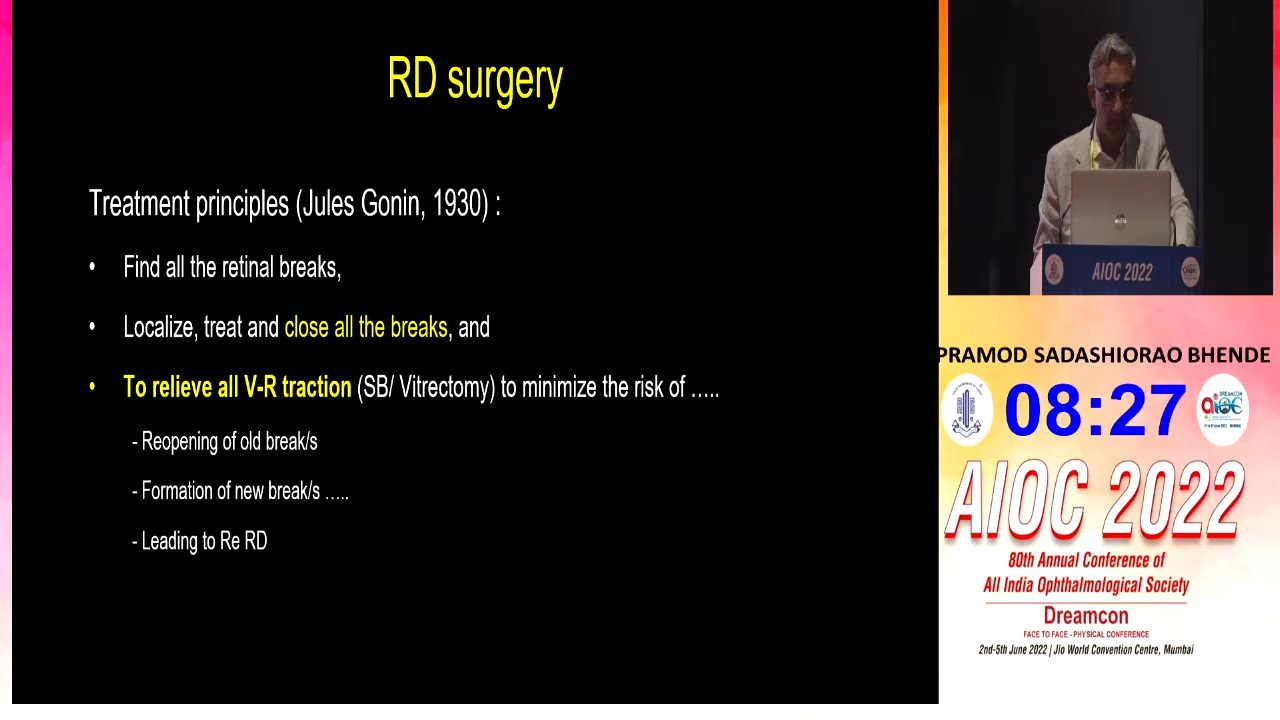 RD surgery
Treatment principles (Jules Gonin, 1930) :
• Find all the retinal breaks,
• Localize, treat and close all the breaks, and
• To relieve all V-R traction (SB/ Vitrectomy) to minimize the risk of …..
- Reopening of old break/s
- Formation of new break/s …..
- Leading to Re RD
AIOC 2022
PRAMOD SADASHIORAO BHENDE
08:27
AIOC 2022
80th Annual Conference of
All India Ophthalmological Society
Dreamcon
FACE TO FACE - PHYSICAL CONFERENCE
2nd-5th June 2022 | Jio World Convention Centre, Mumbai